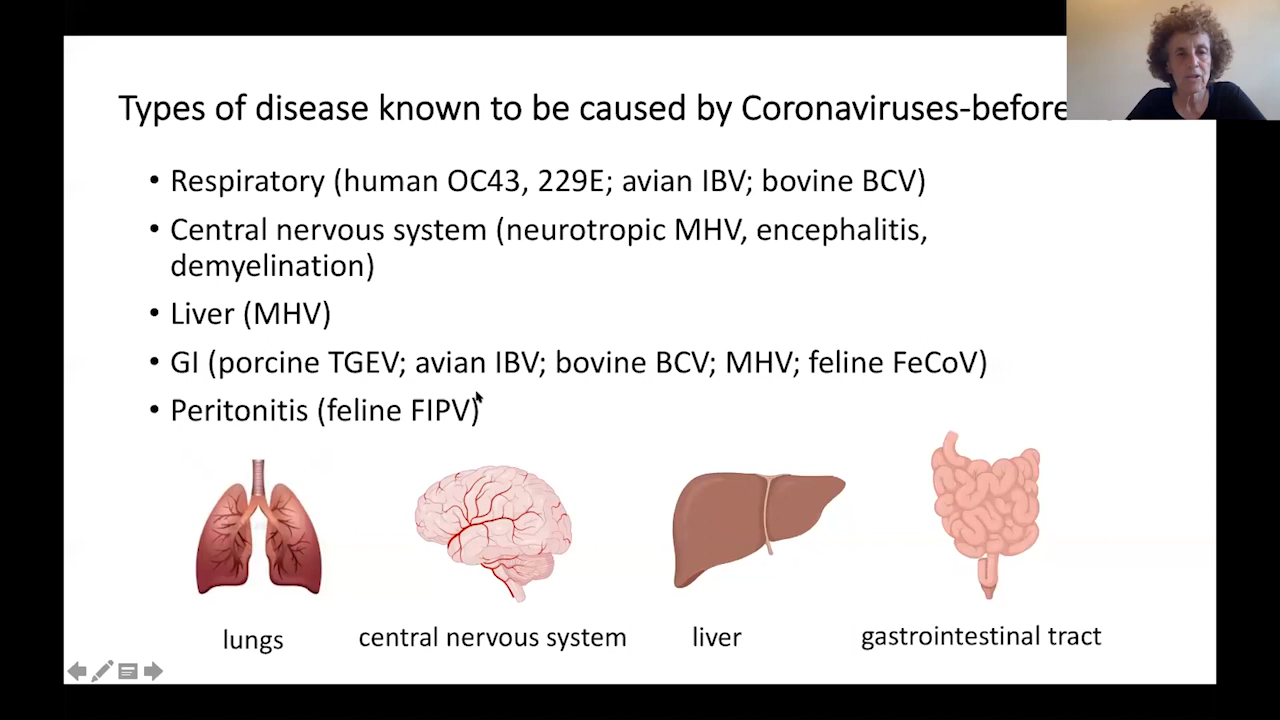 Types of disease known to be caused by Coronaviruses-before
• Respiratory (human OC43, 229E; avian IBV; bovine BCV)
• Central nervous system (neurotropic MHV, encephalitis,
demyelination)
• Liver (MHV)
• GI (porcine TGEV; avian IBV; bovine BCV; MHV; feline FeCoV)
• Peritonitis (feline FIPV)
lungs
central nervous system
liver
gastrointestinal tract